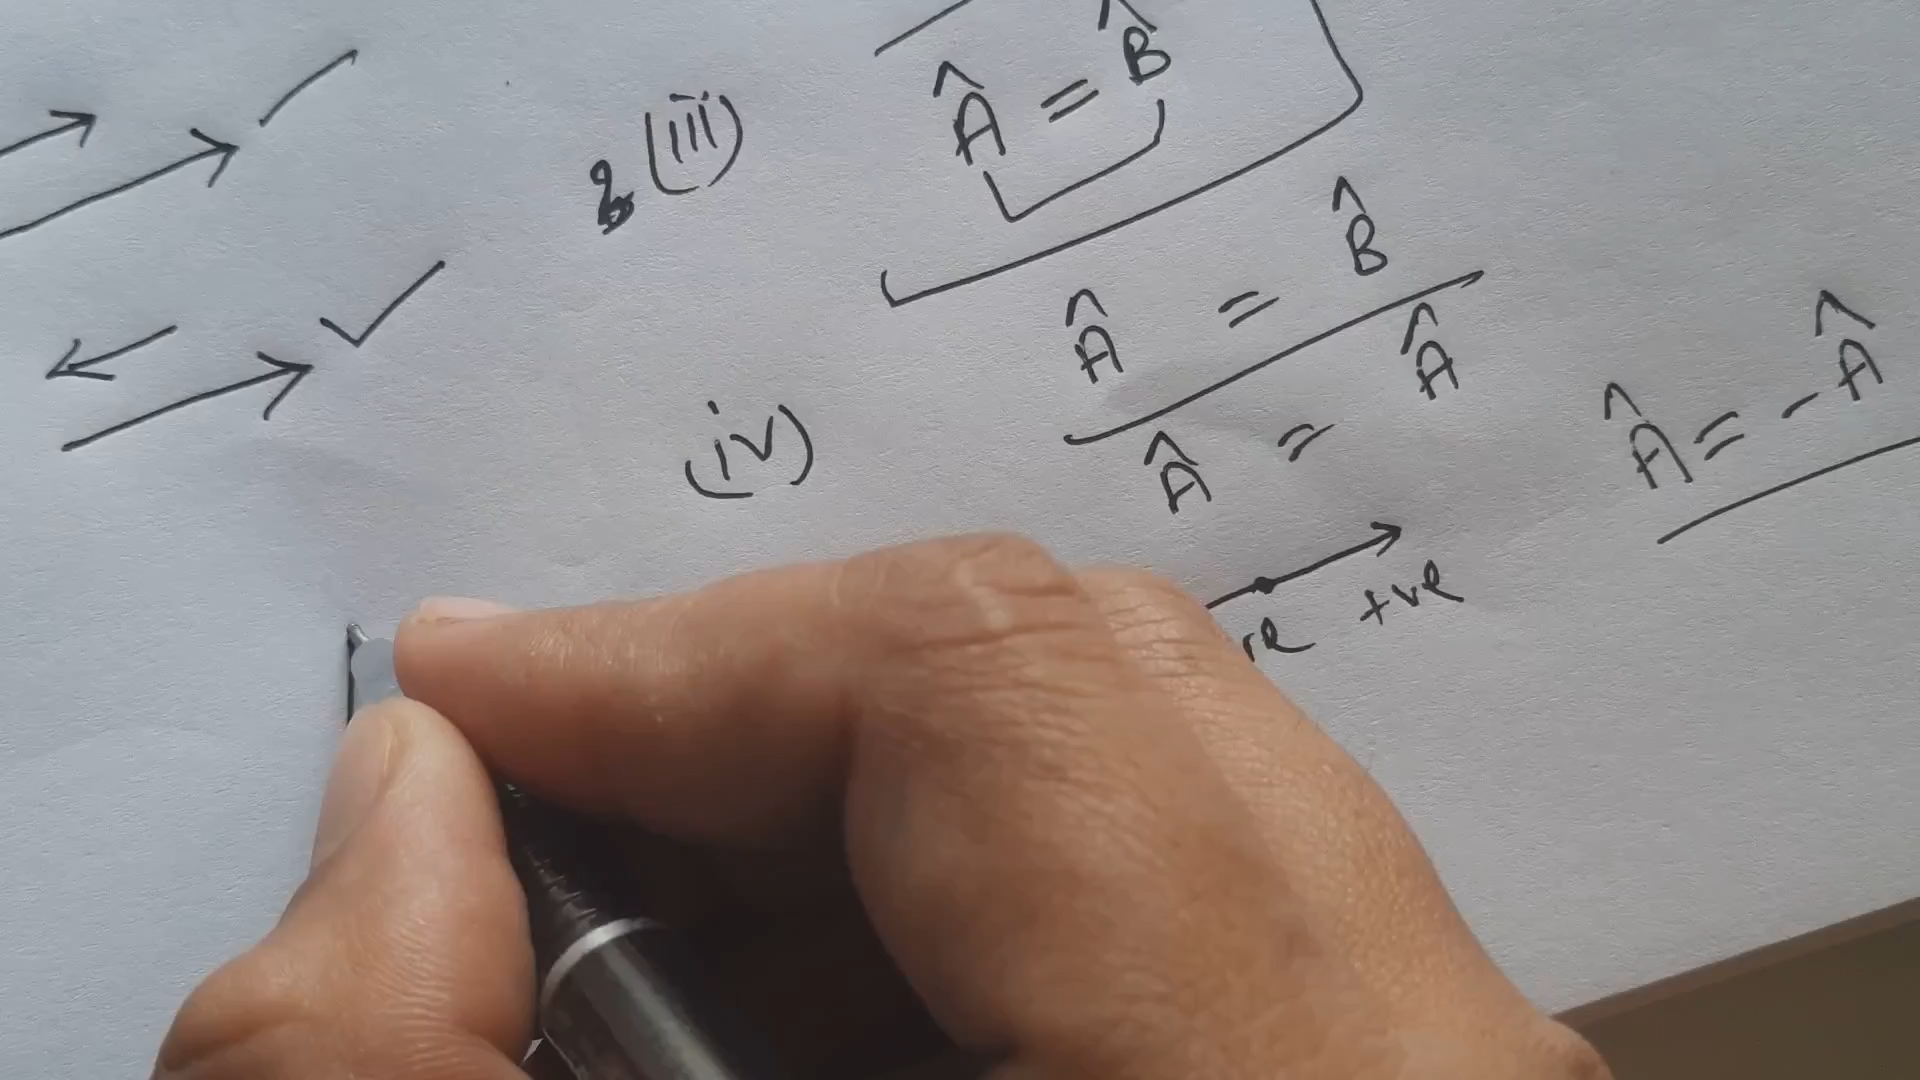 (iii) Â = B̂
Â = B̂
(iv) Â = Â
Â = -Â
+ve